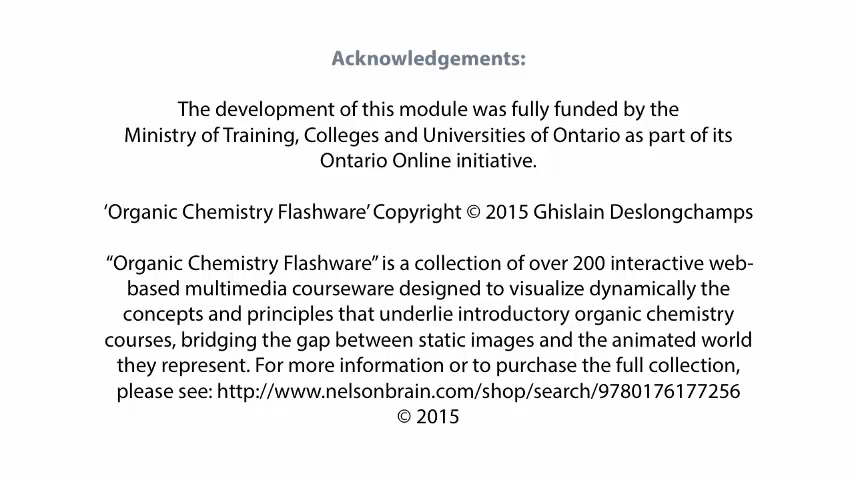 Acknowledgements:
The development of this module was fully funded by the
Ministry of Training, Colleges and Universities of Ontario as part of its
Ontario Online initiative.
‘Organic Chemistry Flashware’ Copyright © 2015 Ghislain Deslongchamps
“Organic Chemistry Flashware” is a collection of over 200 interactive web-
based multimedia courseware designed to visualize dynamically the
concepts and principles that underlie introductory organic chemistry
courses, bridging the gap between static images and the animated world
they represent. For more information or to purchase the full collection,
please see: http://www.nelsonbrain.com/shop/search/9780176177256
© 2015